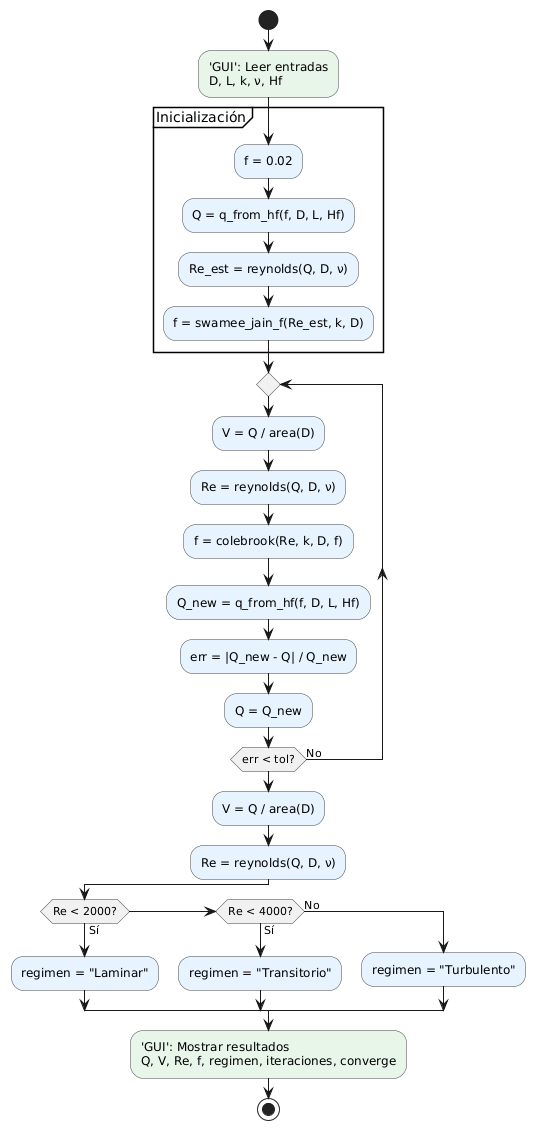 'GUI': Leer entradas
D, L, k, ν, Hf
Inicialización
f = 0.02
Q = q_from_hf(f, D, L, Hf)
Re_est = reynolds(Q, D, ν)
f = swamee_jain_f(Re_est, k, D)
V = Q / area(D)
Re = reynolds(Q, D, ν)
f = colebrook(Re, k, D, f)
Q_new = q_from_hf(f, D, L, Hf)
err = |Q_new - Q| / Q_new
Q = Q_new
err < tol?
No
V = Q / area(D)
Re = reynolds(Q, D, ν)
Re < 2000?
Sí
regimen = "Laminar"
Re < 4000?
Sí
regimen = "Transitorio"
No
regimen = "Turbulento"
'GUI': Mostrar resultados
Q, V, Re, f, regimen, iteraciones, converge